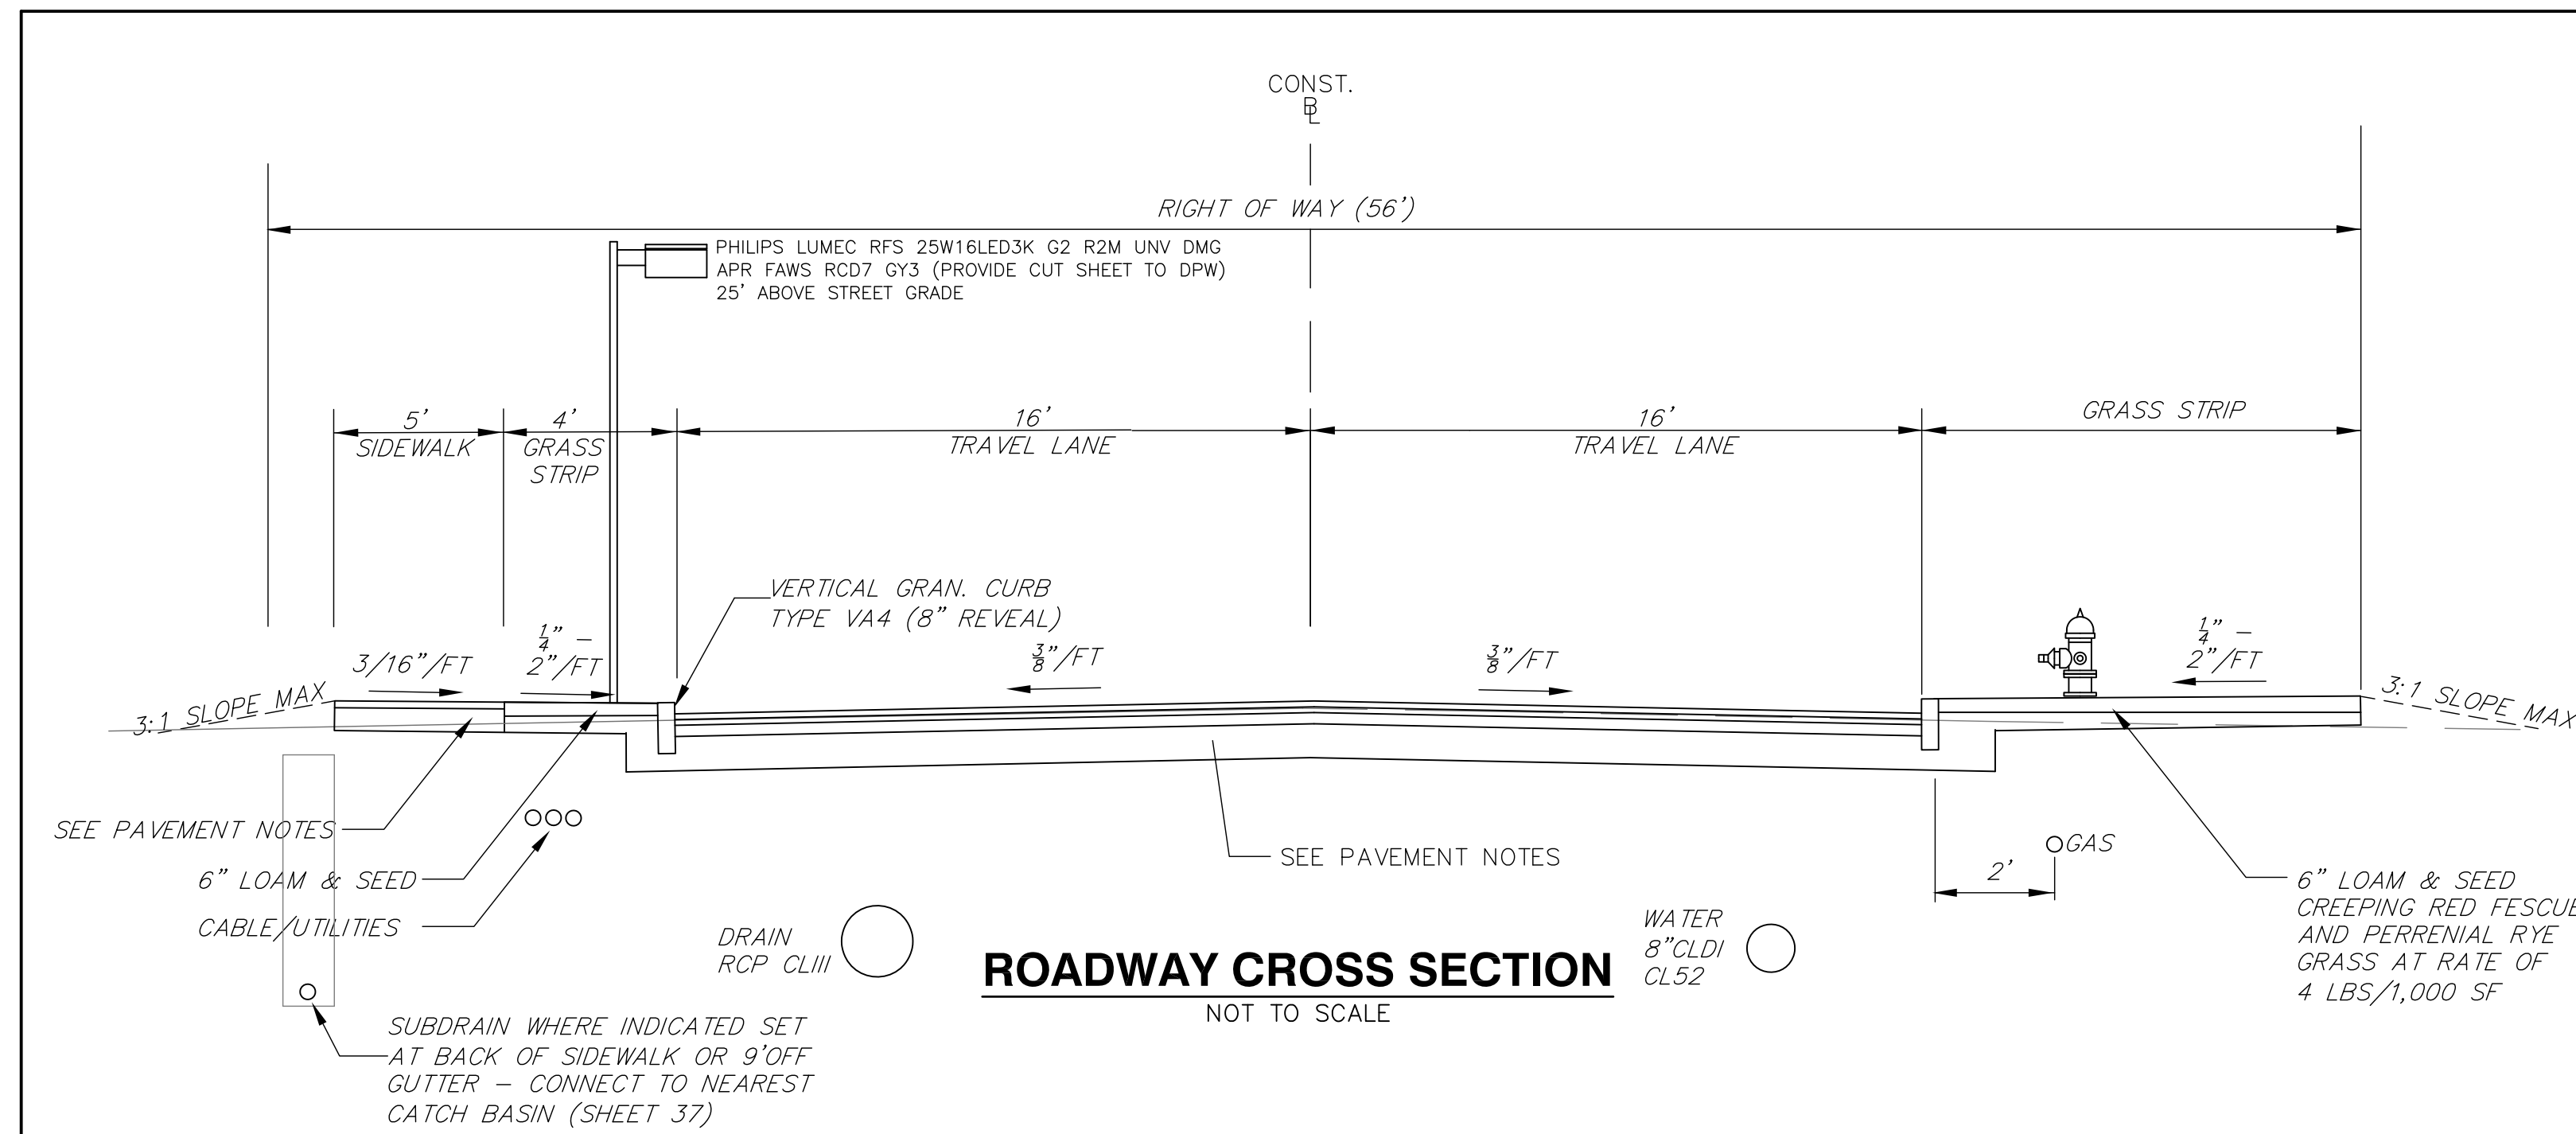 CONST.
BL
RIGHT OF WAY (56')
PHILIPS LUMEC RFS 25W16LED3K G2 R2M UNV DMG
APR FAWS RCD7 GY3 (PROVIDE CUT SHEET TO DPW)
25' ABOVE STREET GRADE
5'
SIDEWALK
4'
GRASS
STRIP
16'
TRAVEL LANE
16'
TRAVEL LANE
GRASS STRIP
VERTICAL GRAN. CURB
TYPE VA4 (8" REVEAL)
3/16"/FT
1/4" –
2"/FT
3/8"/FT
3/8"/FT
1/4" –
2"/FT
3:1 SLOPE MAX
3:1 SLOPE MAX
SEE PAVEMENT NOTES
6" LOAM & SEED
CABLE/UTILITIES
SEE PAVEMENT NOTES
GAS
2'
6" LOAM & SEED
CREEPING RED FESCUE
AND PERRENIAL RYE
GRASS AT RATE OF
4 LBS/1,000 SF
DRAIN
RCP CLIII
WATER
8"CLDI
CL52
ROADWAY CROSS SECTION
NOT TO SCALE
SUBDRAIN WHERE INDICATED SET
AT BACK OF SIDEWALK OR 9'OFF
GUTTER – CONNECT TO NEAREST
CATCH BASIN (SHEET 37)